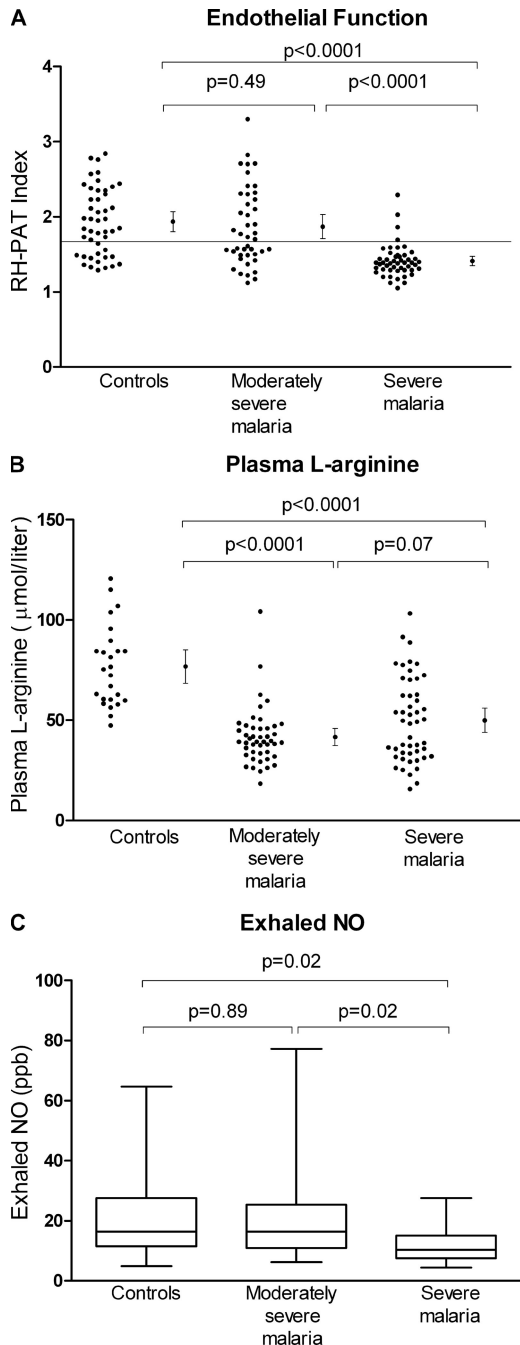 A
Endothelial Function
p<0.0001
p=0.49
p<0.0001
RH-PAT Index
4
3
2
1
0
Controls
Moderately
severe
malaria
Severe
malaria
B
Plasma L-arginine
p<0.0001
p<0.0001
p=0.07
Plasma L-arginine ( μmol/liter)
150
100
50
0
Controls
Moderately
severe
malaria
Severe
malaria
C
Exhaled NO
p=0.02
p=0.89
p=0.02
Exhaled NO (ppb)
100
80
60
40
20
0
Controls
Moderately
severe
malaria
Severe
malaria